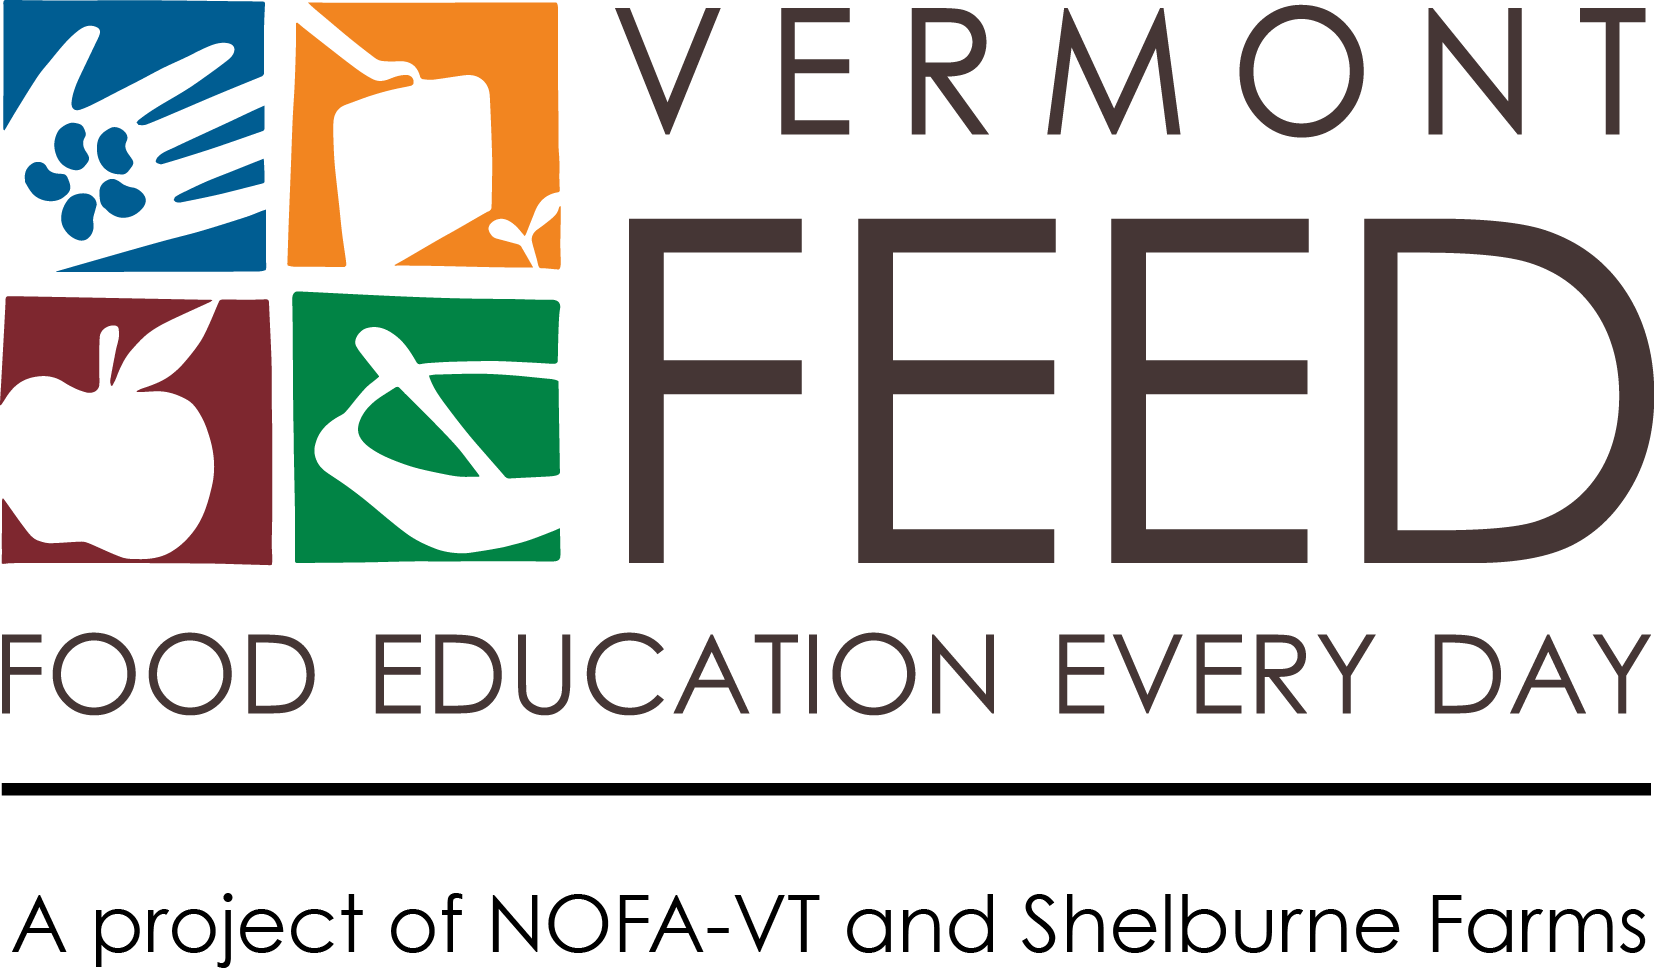 VERMONT
FEED
FOOD EDUCATION EVERY DAY
A project of NOFA-VT and Shelburne Farms